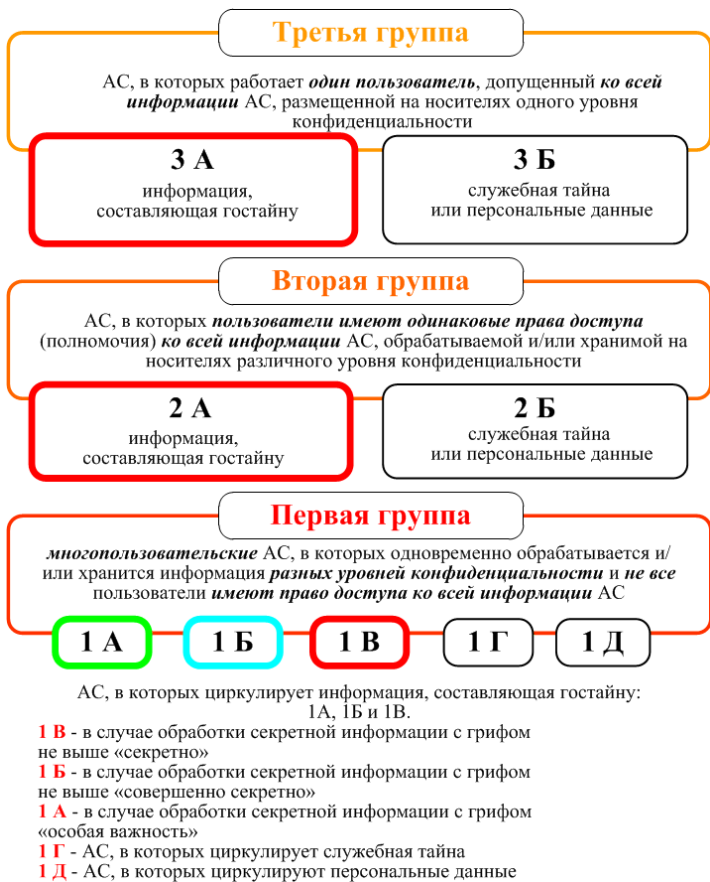 Третья группа
АС, в которых работает один пользователь, допущенный ко всей
информации АС, размещенной на носителях одного уровня
конфиденциальности
3 А
информация,
составляющая гостайну
3 Б
служебная тайна
или персональные данные
Вторая группа
АС, в которых пользователи имеют одинаковые права доступа
(полномочия) ко всей информации АС, обрабатываемой и/или хранимой на
носителях различного уровня конфиденциальности
2 А
информация,
составляющая гостайну
2 Б
служебная тайна
или персональные данные
Первая группа
многопользовательские АС, в которых одновременно обрабатывается и/
или хранится информация разных уровней конфиденциальности и не все
пользователи имеют право доступа ко всей информации АС
1 А 1 Б 1 В 1 Г 1 Д
АС, в которых циркулирует информация, составляющая гостайну:
1А, 1Б и 1В.
1 В - в случае обработки секретной информации с грифом
не выше «секретно»
1 Б - в случае обработки секретной информации с грифом
не выше «совершенно секретно»
1 А - в случае обработки секретной информации с грифом
«особая важность»
1 Г - АС, в которых циркулирует служебная тайна
1 Д - АС, в которых циркулируют персональные данные